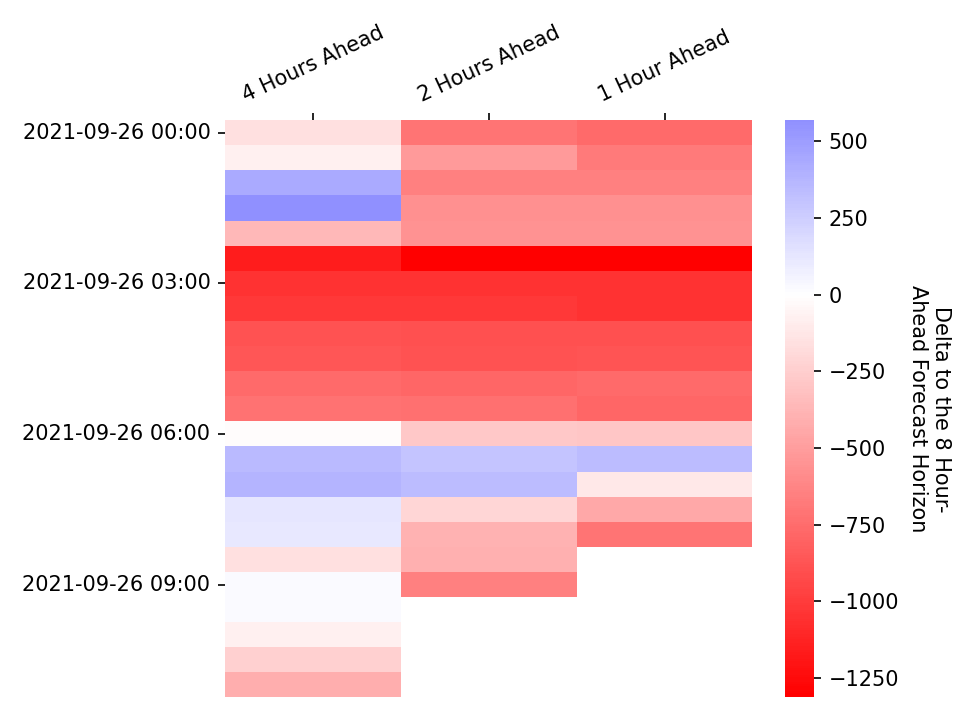 4 Hours Ahead
2 Hours Ahead
1 Hour Ahead
2021-09-26 00:00
2021-09-26 03:00
2021-09-26 06:00
2021-09-26 09:00
500
250
0
−250
−500
−750
−1000
−1250
Delta to the 8 Hour-
Ahead Forecast Horizon